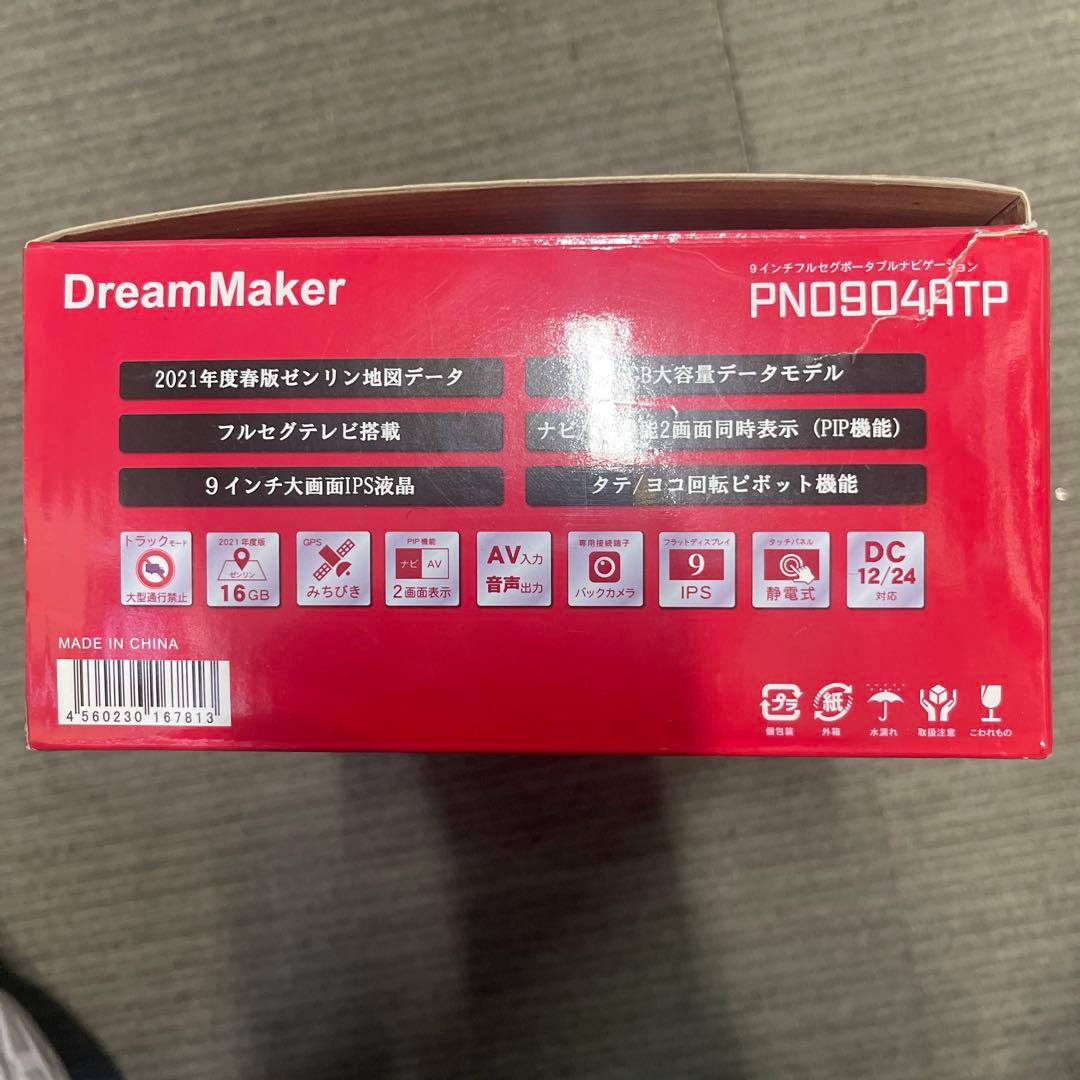 DreamMaker
9インチフルセグポータブルナビゲーション
PN0904ATP
2021年度春版ゼンリン地図データ
GB大容量データモデル
フルセグテレビ搭載
ナビ 能2画面同時表示（PIP機能）
9インチ大画面IPS液晶
タテ/ヨコ回転ピボット機能
トラックモード
大型通行禁止
2021年度版
ゼンリン
16GB
GPS
みちびき
PIP機能
ナビ AV
2画面表示
AV入力
音声出力
専用接続端子
バックカメラ
フラットディスプレイ
9
IPS
タッチパネル
静電式
DC
12/24
対応
MADE IN CHINA
4 560230 167813
プラ
個包装
紙
外箱
水濡れ
取扱注意
こわれもの